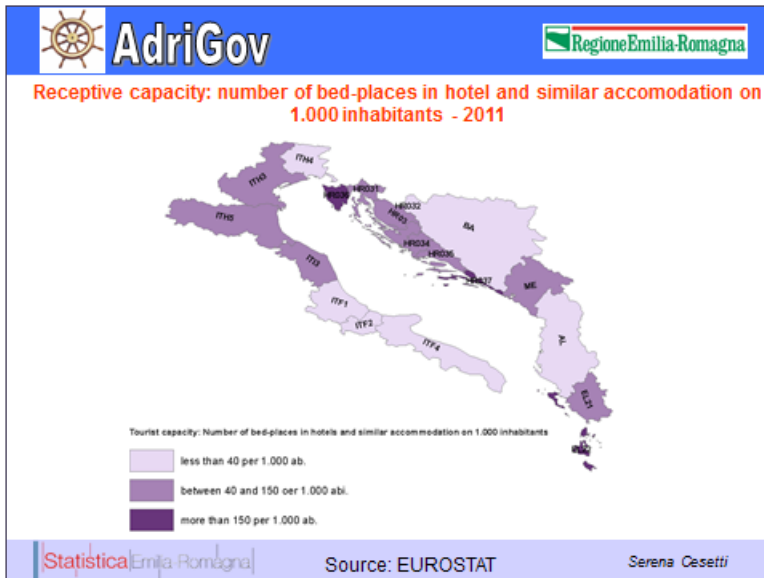 AdriGov
RegioneEmilia-Romagna
Receptive capacity: number of bed-places in hotel and similar accomodation on
1.000 inhabitants - 2011
ITH4
ITH3
HR036
HR031
HR032
ITH5
HR03
BA
HR034
HR035
ITI3
HR037
ME
ITF1
ITF2
ITF4
AL
EL21
Tourist capacity: Number of bed-places in hotels and similar accommodation on 1.000 inhabitants
less than 40 per 1.000 ab.
between 40 and 150 oer 1.000 abi.
more than 150 per 1.000 ab.
Statistica Emilia-Romagna
Source: EUROSTAT
Serena Cesetti